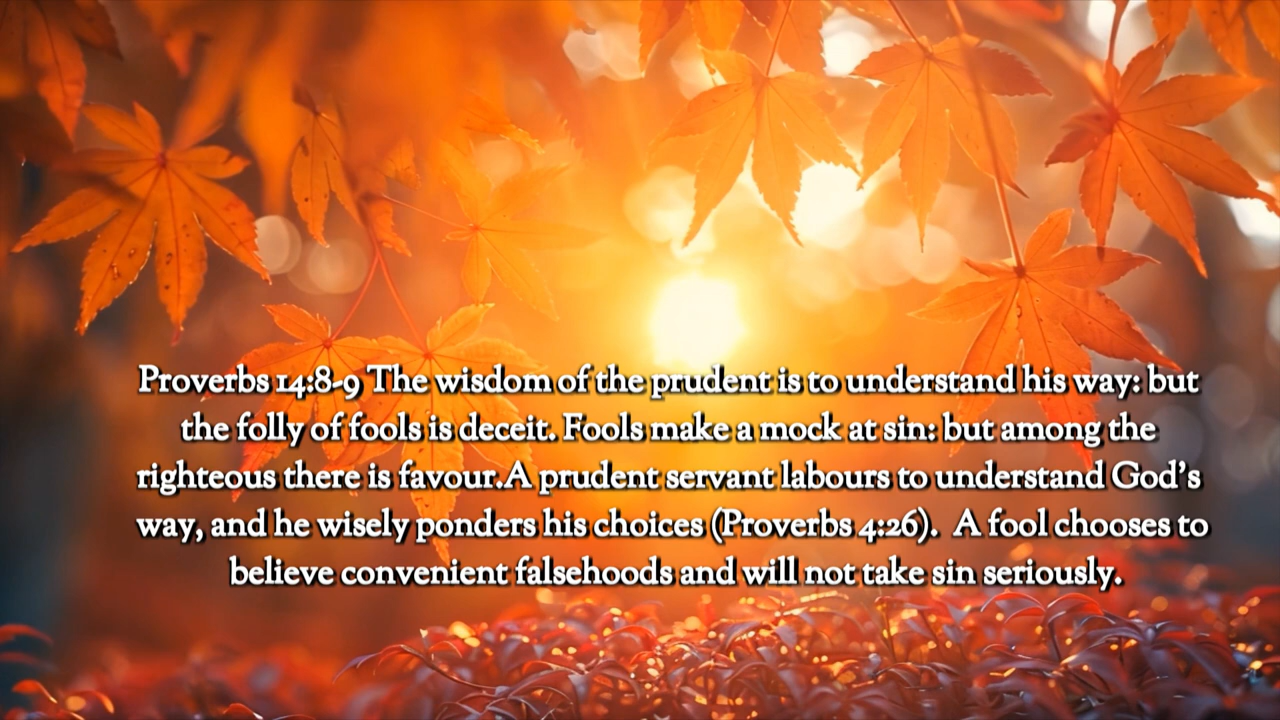 Proverbs 14:8-9 The wisdom of the prudent is to understand his way: but
the folly of fools is deceit. Fools make a mock at sin: but among the
righteous there is favour.A prudent servant labours to understand God's
way, and he wisely ponders his choices (Proverbs 4:26).  A fool chooses to
believe convenient falsehoods and will not take sin seriously.